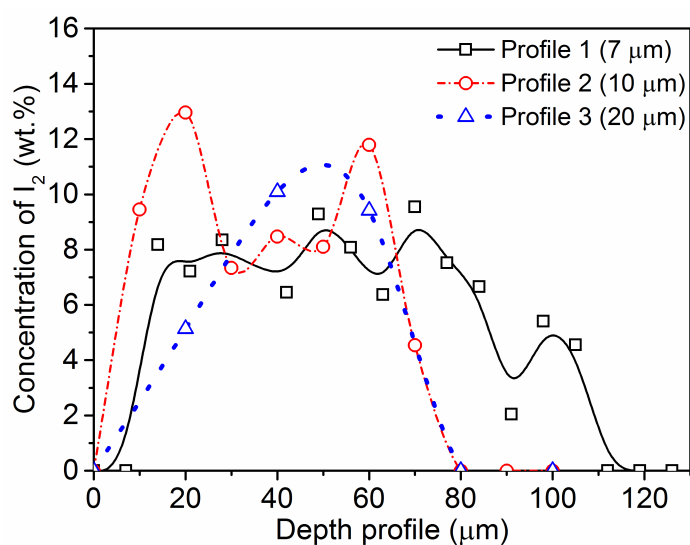 16
14
12
10
8
6
4
2
0
Concentration of I₂ (wt.%)
Profile 1 (7 μm)
Profile 2 (10 μm)
Profile 3 (20 μm)
0 20 40 60 80 100 120
Depth profile (μm)